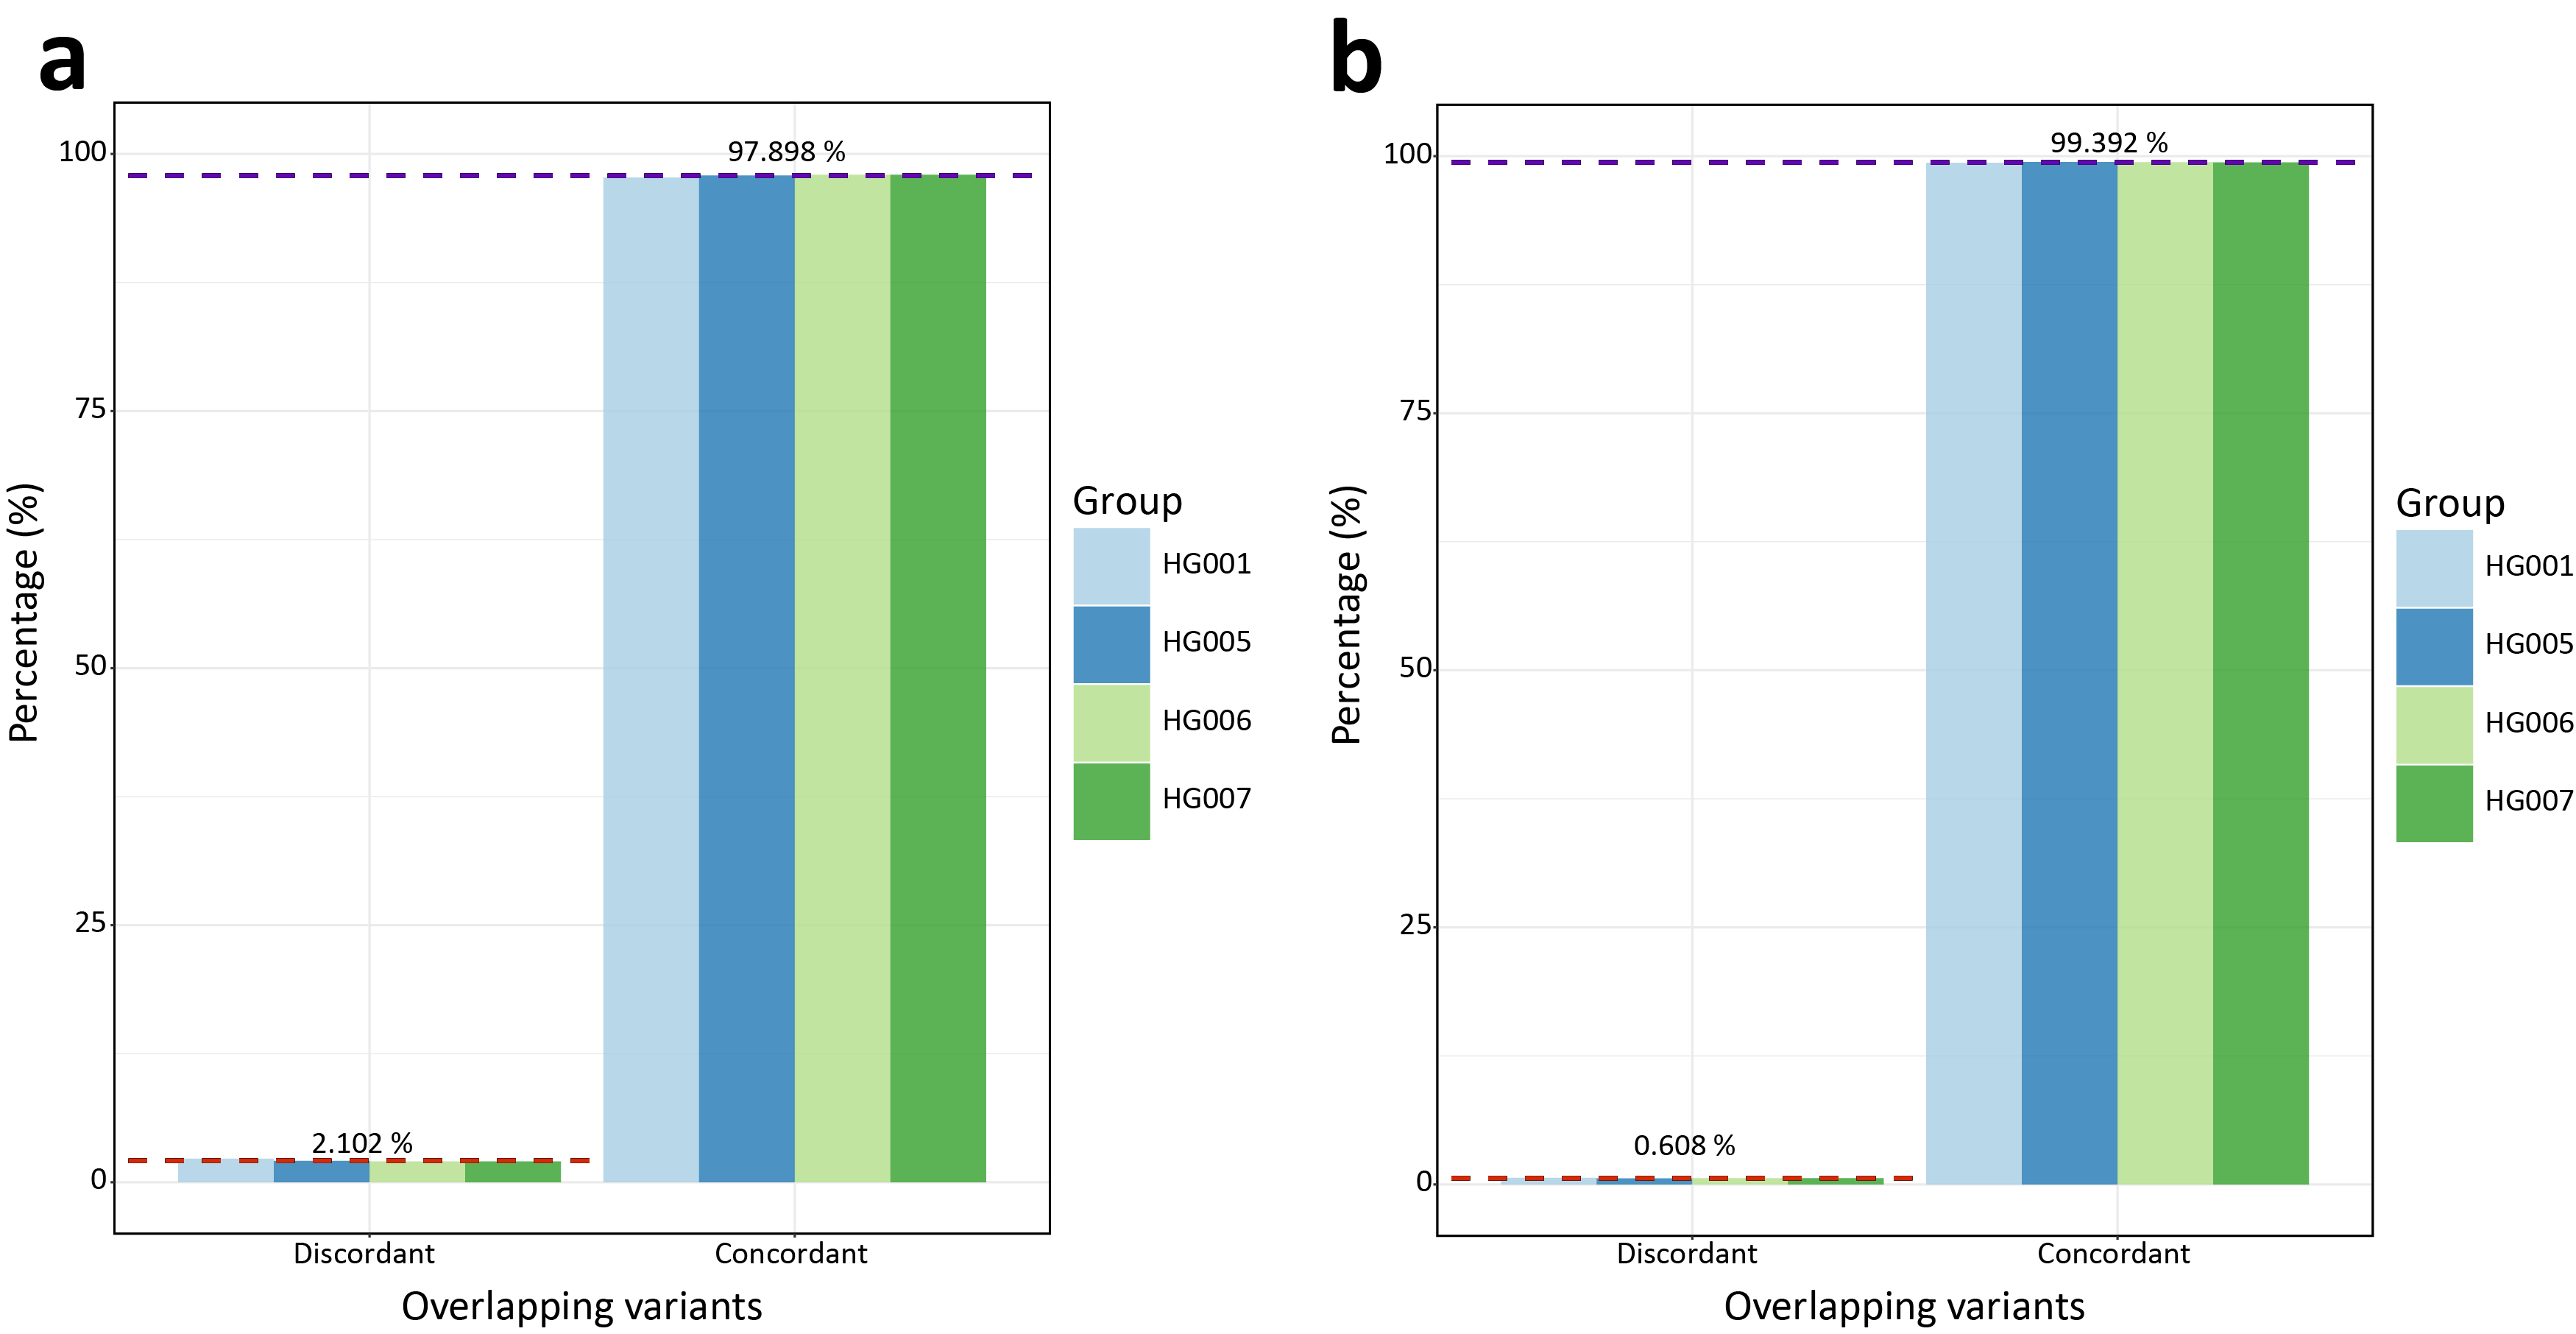 a
97.898 %
100
75
50
25
0
Percentage (%)
2.102 %
Discordant
Concordant
Overlapping variants
Group
HG001
HG005
HG006
HG007
b
99.392 %
100
75
50
25
0
Percentage (%)
0.608 %
Discordant
Concordant
Overlapping variants
Group
HG001
HG005
HG006
HG007